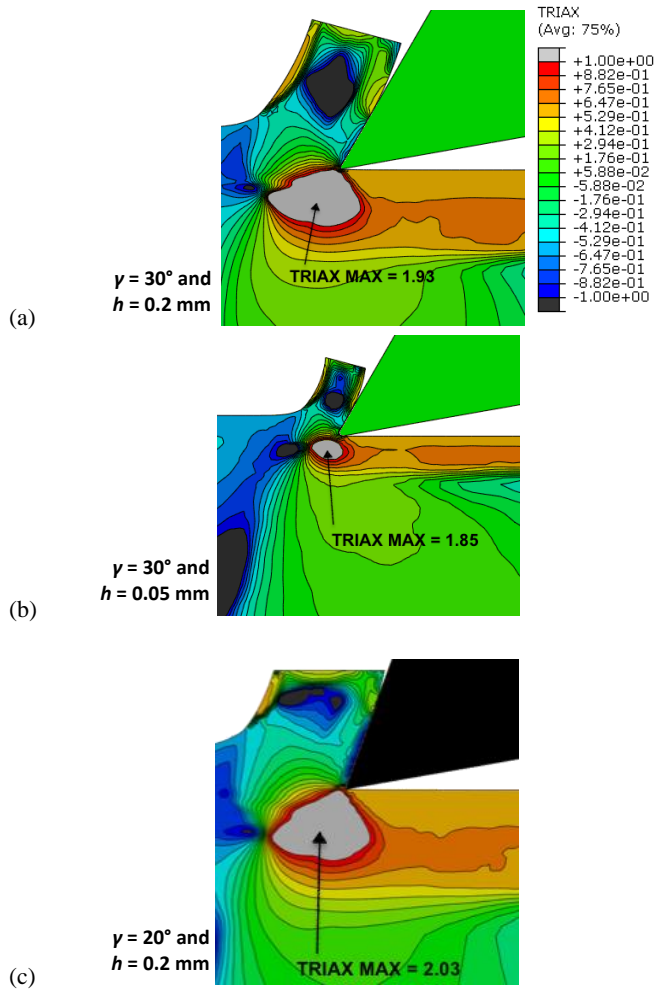 TRIAX
(Avg: 75%)
+1.00e+00
+8.82e-01
+7.65e-01
+6.47e-01
+5.29e-01
+4.12e-01
+2.94e-01
+1.76e-01
+5.88e-02
-5.88e-02
-1.76e-01
-2.94e-01
-4.12e-01
-5.29e-01
-6.47e-01
-7.65e-01
-8.82e-01
-1.00e+00
TRIAX MAX = 1.93
γ = 30° and
h = 0.2 mm
(a)
TRIAX MAX = 1.85
γ = 30° and
h = 0.05 mm
(b)
γ = 20° and
h = 0.2 mm
TRIAX MAX = 2.03
(c)